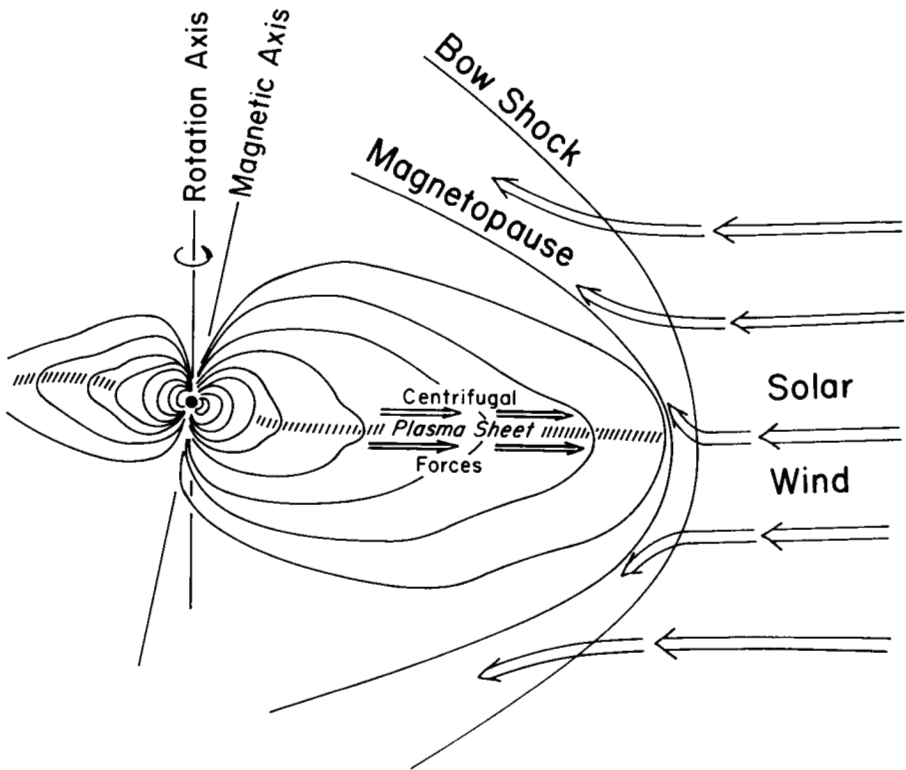 Rotation Axis
Magnetic Axis
Bow Shock
Magnetopause
Centrifugal
Plasma Sheet
Forces
Solar
Wind